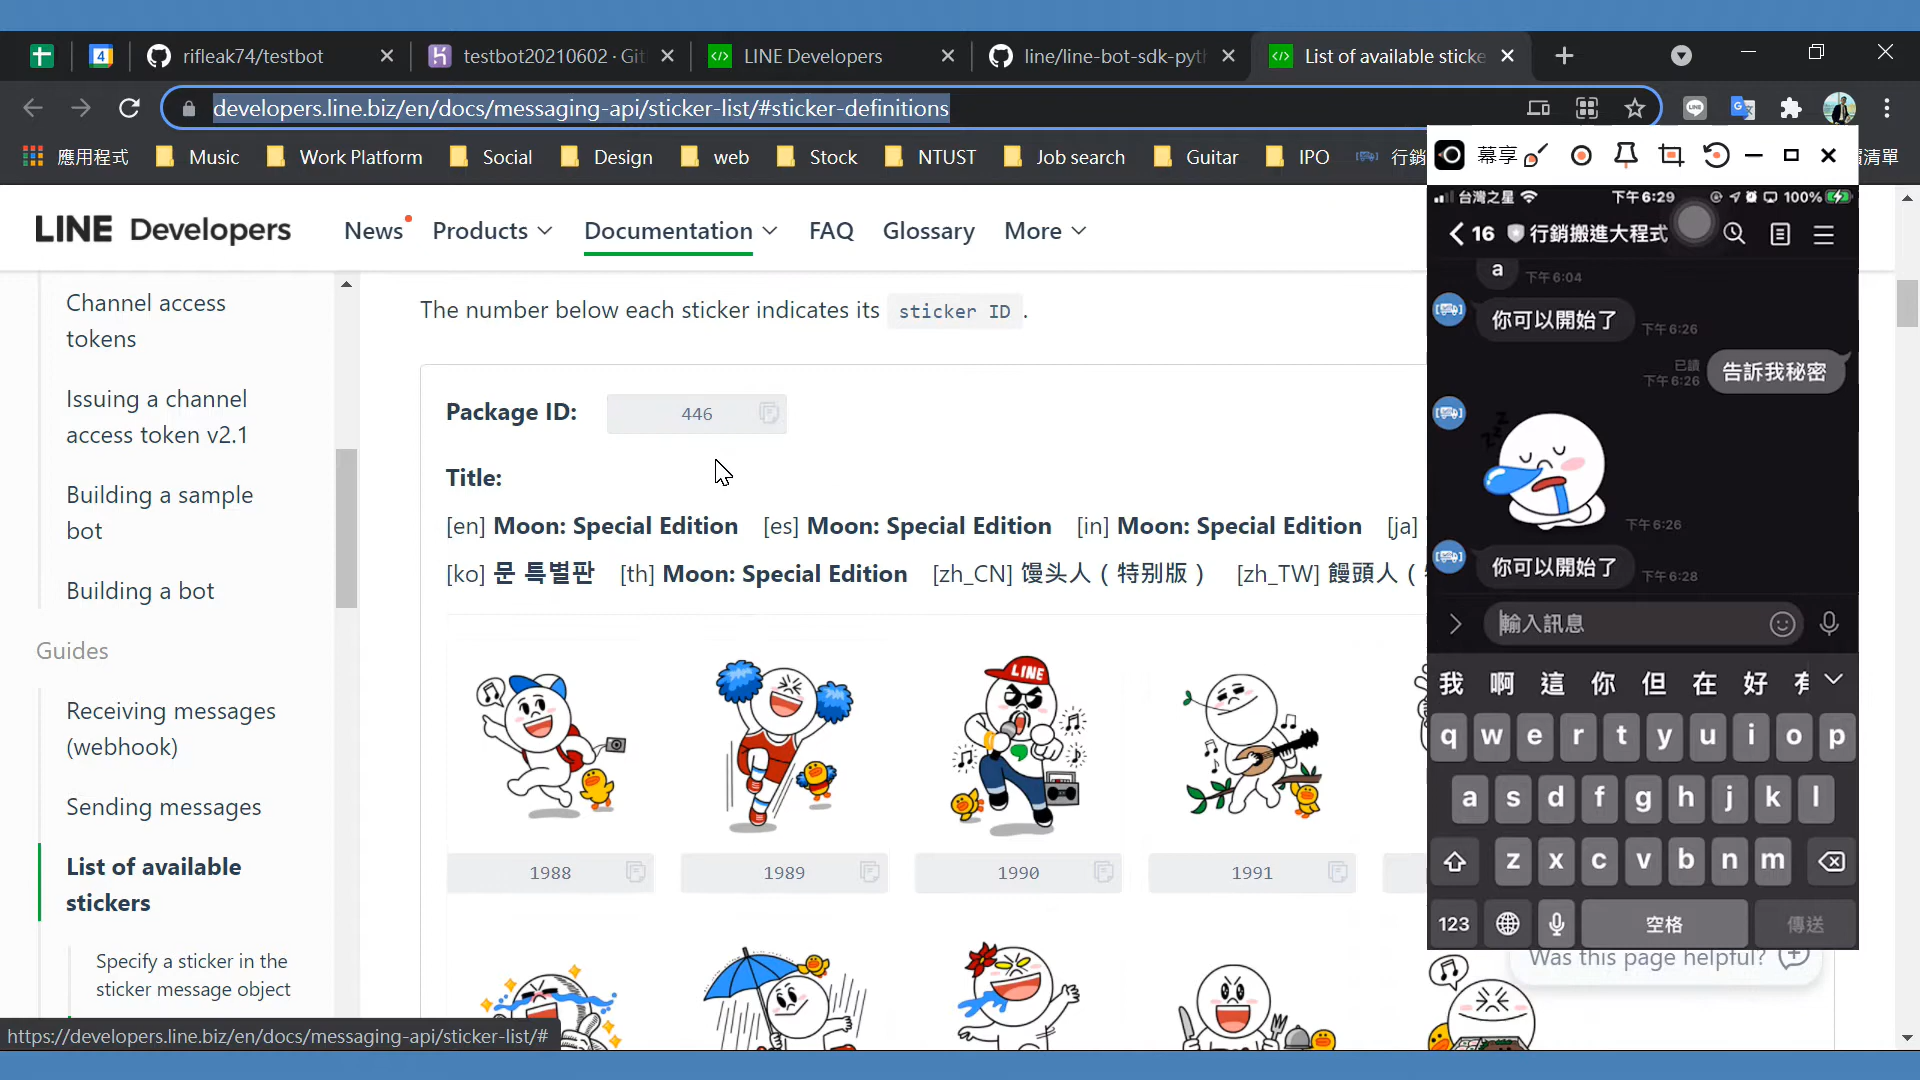 rifleak74/testbot
testbot20210602 · Git
LINE Developers
line/line-bot-sdk-pyth
List of available sticke
developers.line.biz/en/docs/messaging-api/sticker-list/#sticker-definitions
應用程式
Music
Work Platform
Social
Design
web
Stock
NTUST
Job search
Guitar
IPO
行銷
清單
LINE Developers
News
Products
Documentation
FAQ
Glossary
More
Channel access
tokens
Issuing a channel
access token v2.1
Building a sample
bot
Building a bot
Guides
Receiving messages
(webhook)
Sending messages
List of available
stickers
Specify a sticker in the
sticker message object
https://developers.line.biz/en/docs/messaging-api/sticker-list/#
The number below each sticker indicates its sticker ID .
Package ID: 446
Title:
[en] Moon: Special Edition [es] Moon: Special Edition [in] Moon: Special Edition [ja]
[ko] 문 특별판 [th] Moon: Special Edition [zh_CN] 馒头人（特别版） [zh_TW] 饅頭人（
LINE
1988
1989
1990
1991
Was this page helpful?
幕享
台灣之星 下午6:29 100%
16 行銷搬進大程式
a 下午6:04
你可以開始了 下午6:26
已讀
下午6:26 告訴我秘密
下午6:26
你可以開始了 下午6:28
輸入訊息
我 啊 這 你 但 在 好
q w e r t y u i o p
a s d f g h j k l
z x c v b n m
123 空格 傳送